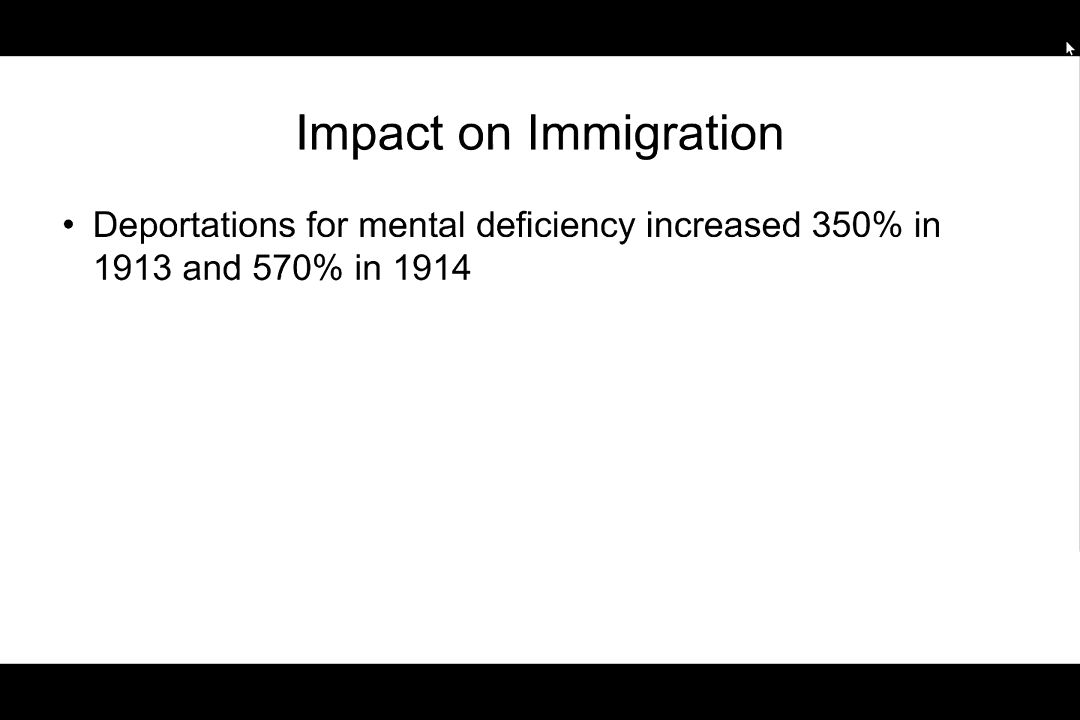 Impact on Immigration
• Deportations for mental deficiency increased 350% in
1913 and 570% in 1914